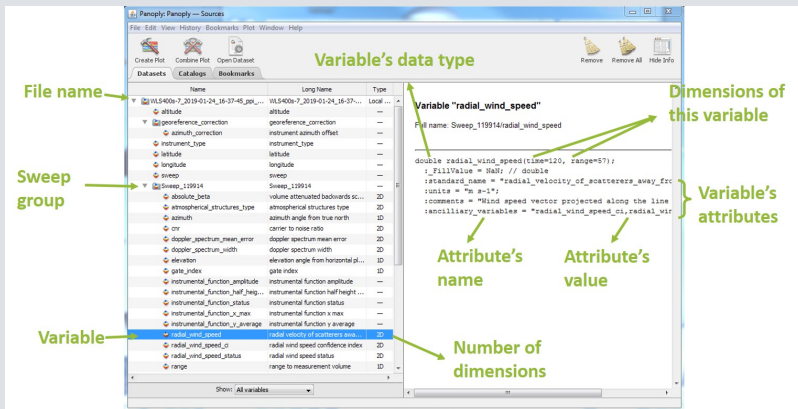 Panoply: Panoply — Sources
File Edit View History Bookmarks Plot Window Help
Create Plot Combine Plot Open Dataset Remove Remove All Hide Info
Variable's data type
Datasets Catalogs Bookmarks
Name Long Name Type
File name
WLS400s-7_2019-01-24_16-37-45_ppi_... WLS400s-7_2019-01-24_16-37-... Local ...
altitude altitude —
georeference_correction georeference_correction —
azimuth_correction instrument azimuth offset —
instrument_type instrument_type —
latitude latitude —
longitude longitude —
sweep sweep —
Sweep
group
Sweep_119914 Sweep_119914 —
absolute_beta volume attenuated backwards sc... 2D
atmospherical_structures_type atmospherical structures type 2D
azimuth azimuth angle from true north 1D
cnr carrier to noise ratio 2D
doppler_spectrum_mean_error doppler spectrum mean error 2D
doppler_spectrum_width doppler spectrum width 2D
elevation elevation angle from horizontal pl... 1D
gate_index gate index 1D
instrumental_function_amplitude instrumental function amplitude —
instrumental_function_half_heig... instrumental function half height ... —
instrumental_function_status instrumental function status —
instrumental_function_x_max instrumental function x max —
instrumental_function_y_average instrumental function y average —
Variable
radial_wind_speed radial velocity of scatterers awa... 2D
radial_wind_speed_ci radial wind speed confidence inde... 2D
radial_wind_speed_status radial wind speed status 2D
range range to measurement volume 1D
Show: All variables
Variable "radial_wind_speed"
Full name: Sweep_119914/radial_wind_speed
Dimensions of
this variable
double radial_wind_speed(time=120, range=57);
:_FillValue = NaN; // double
:standard_name = "radial_velocity_of_scatterers_away_fro
:units = "m s-1";
:comments = "Wind speed vector projected along the line
:ancilliary_variables = "radial_wind_speed_ci,radial_win
Variable's
attributes
Attribute's
name
Attribute's
value
Number of
dimensions